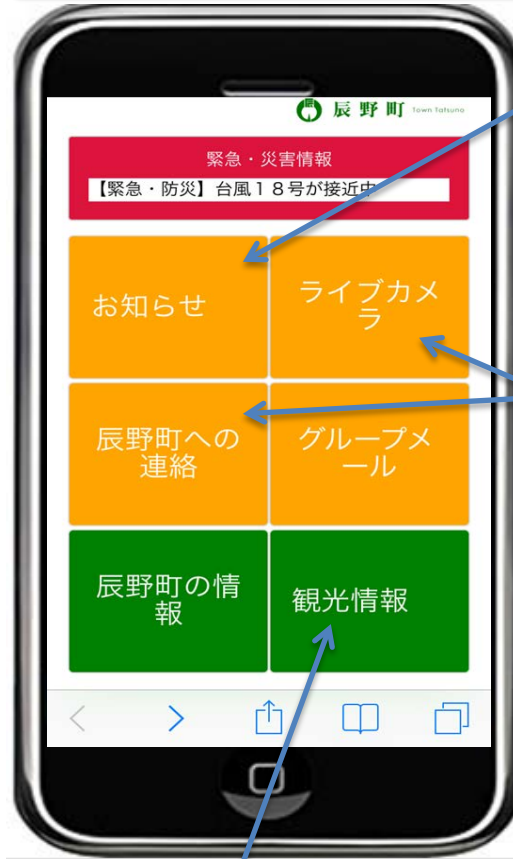 辰野町 Town Tatsuno
緊急・災害情報
【緊急・防災】台風18号が接近中
お知らせ
ライブカメ
ラ
辰野町への
連絡
グループメ
ール
辰野町の情
報
観光情報